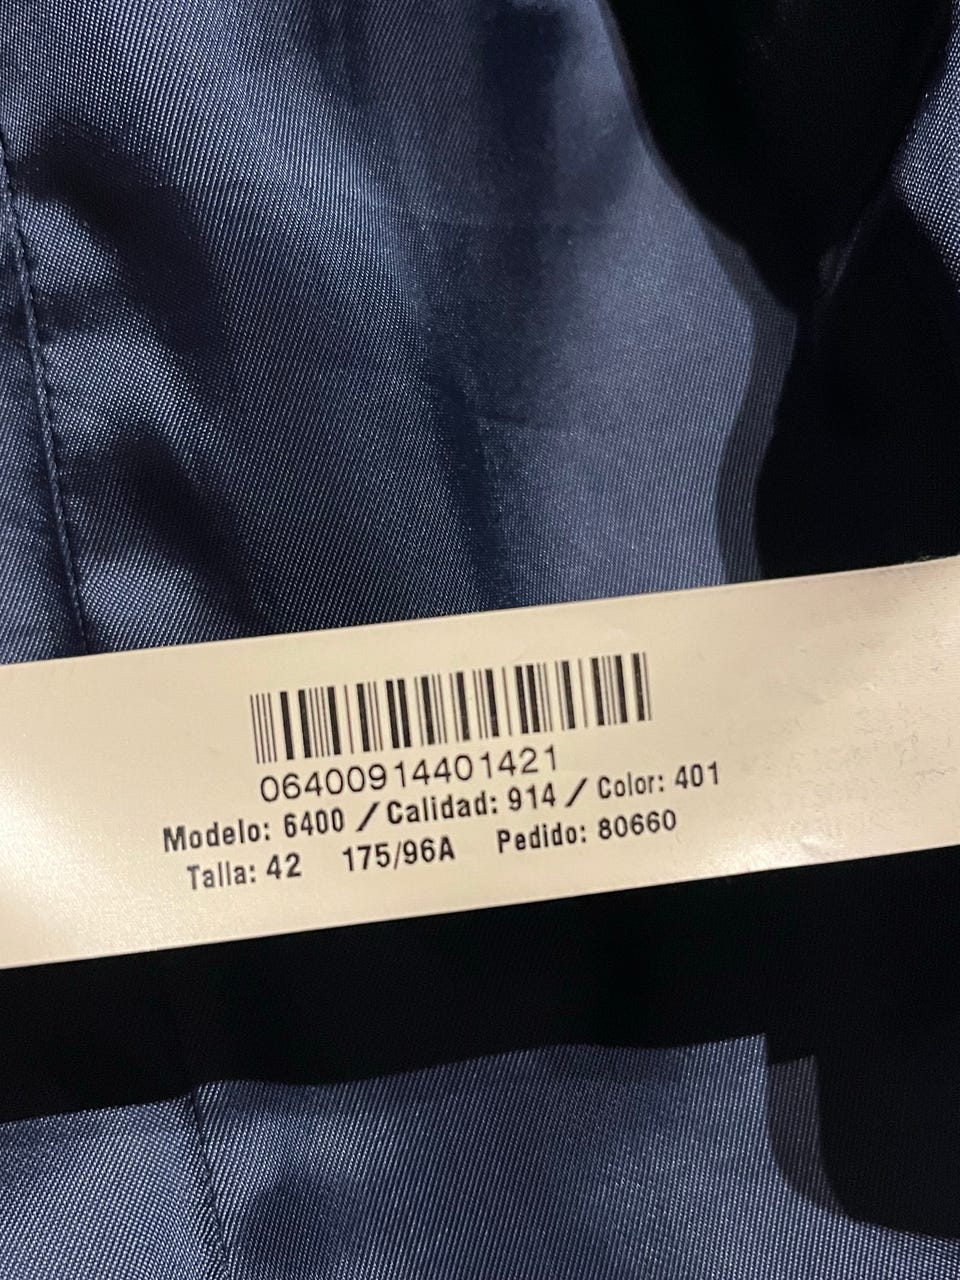 06400914401421
Modelo: 6400 / Calidad: 914 / Color: 401
Talla: 42 175/96A Pedido: 80660